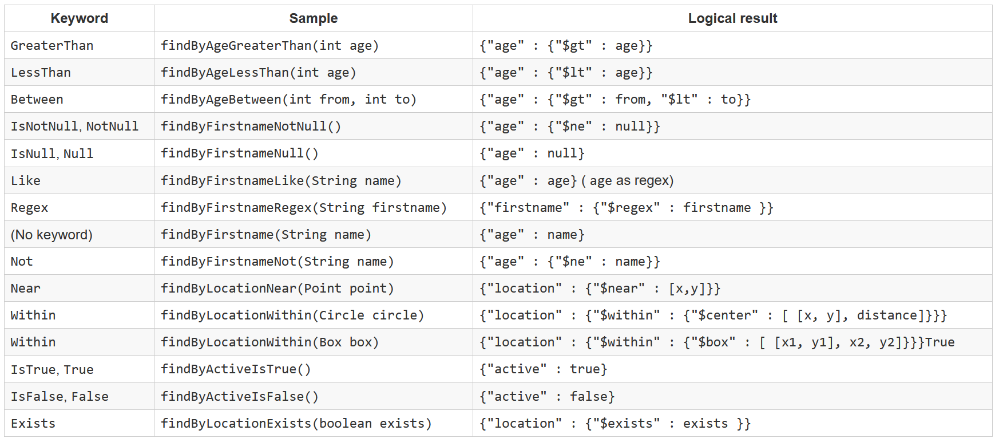 Keyword Sample Logical result
GreaterThan findByAgeGreaterThan(int age) {"age" : {"$gt" : age}}
LessThan findByAgeLessThan(int age) {"age" : {"$lt" : age}}
Between findByAgeBetween(int from, int to) {"age" : {"$gt" : from, "$lt" : to}}
IsNotNull, NotNull findByFirstnameNotNull() {"age" : {"$ne" : null}}
IsNull, Null findByFirstnameNull() {"age" : null}
Like findByFirstnameLike(String name) {"age" : age} ( age as regex)
Regex findByFirstnameRegex(String firstname) {"firstname" : {"$regex" : firstname }}
(No keyword) findByFirstname(String name) {"age" : name}
Not findByFirstnameNot(String name) {"age" : {"$ne" : name}}
Near findByLocationNear(Point point) {"location" : {"$near" : [x,y]}}
Within findByLocationWithin(Circle circle) {"location" : {"$within" : {"$center" : [ [x, y], distance]}}}
Within findByLocationWithin(Box box) {"location" : {"$within" : {"$box" : [ [x1, y1], x2, y2]}}}True
IsTrue, True findByActiveIsTrue() {"active" : true}
IsFalse, False findByActiveIsFalse() {"active" : false}
Exists findByLocationExists(boolean exists) {"location" : {"$exists" : exists }}